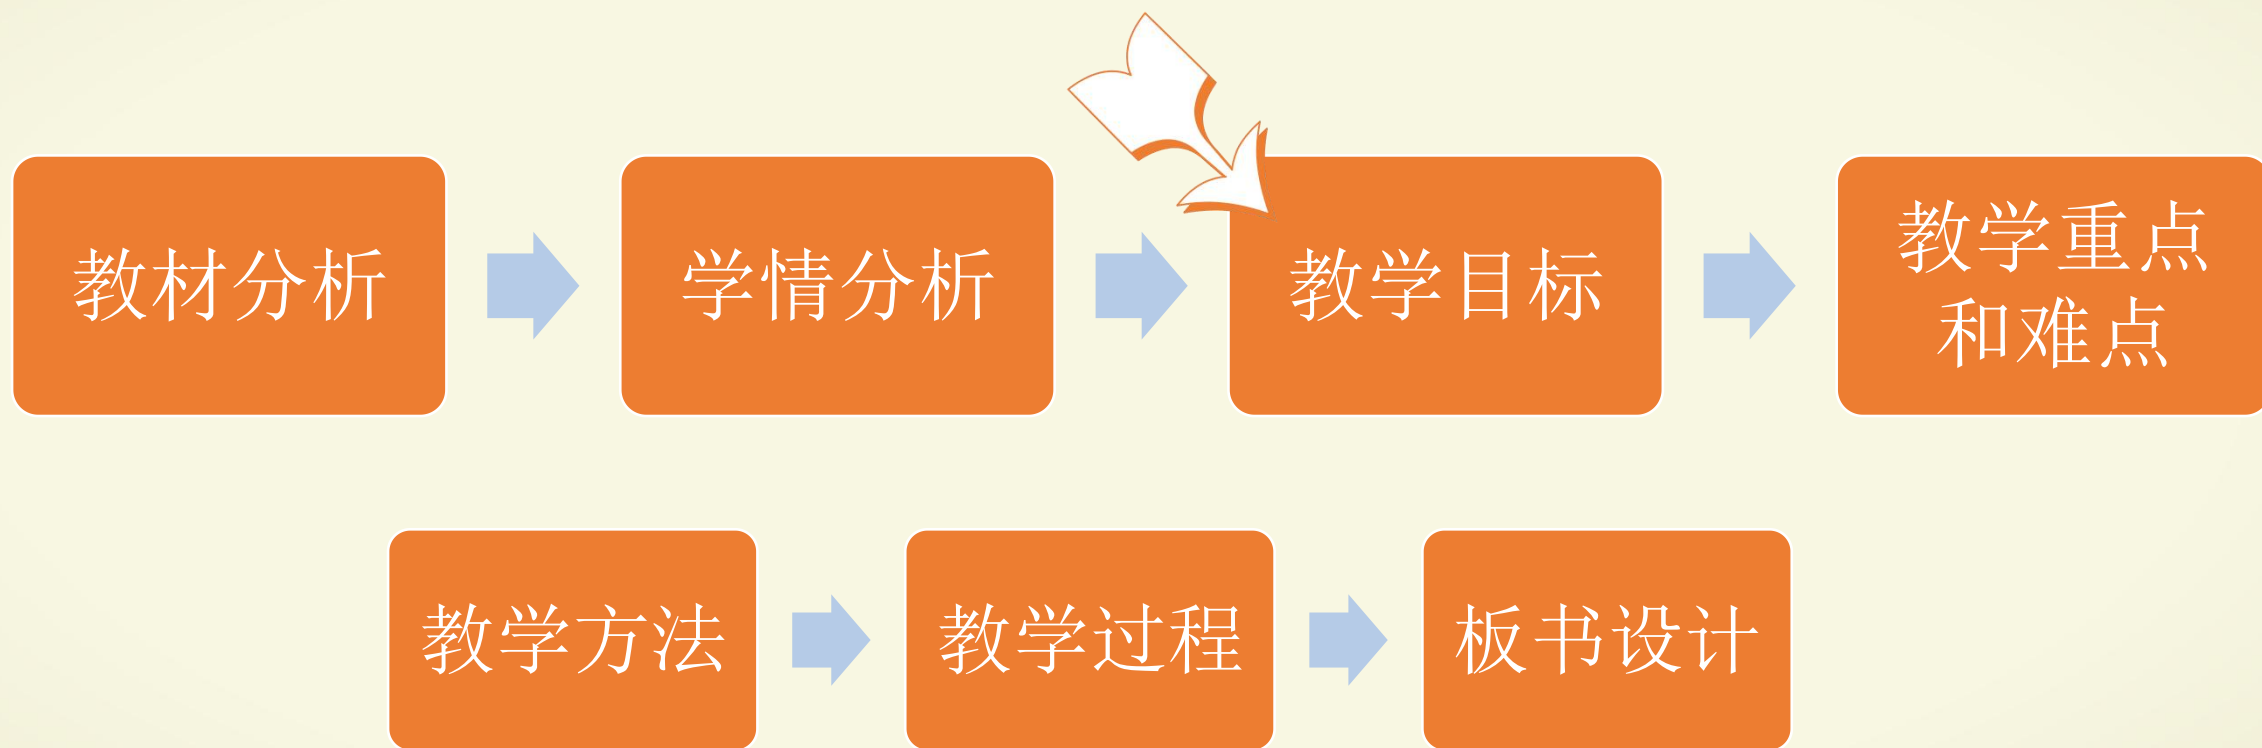 教材分析
学情分析
教学目标
教学重点
和难点
教学方法
教学过程
板书设计